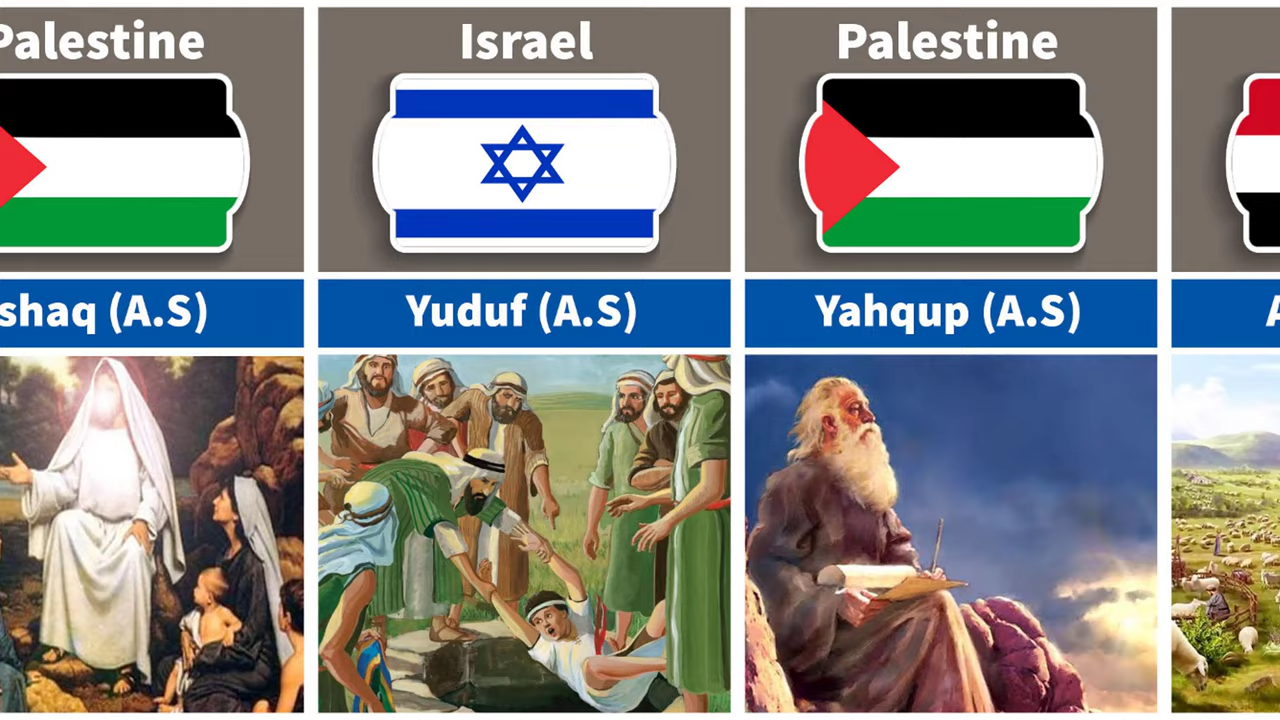 Palestine
Israel
Palestine
shaq (A.S)
Yuduf (A.S)
Yahqup (A.S)
A